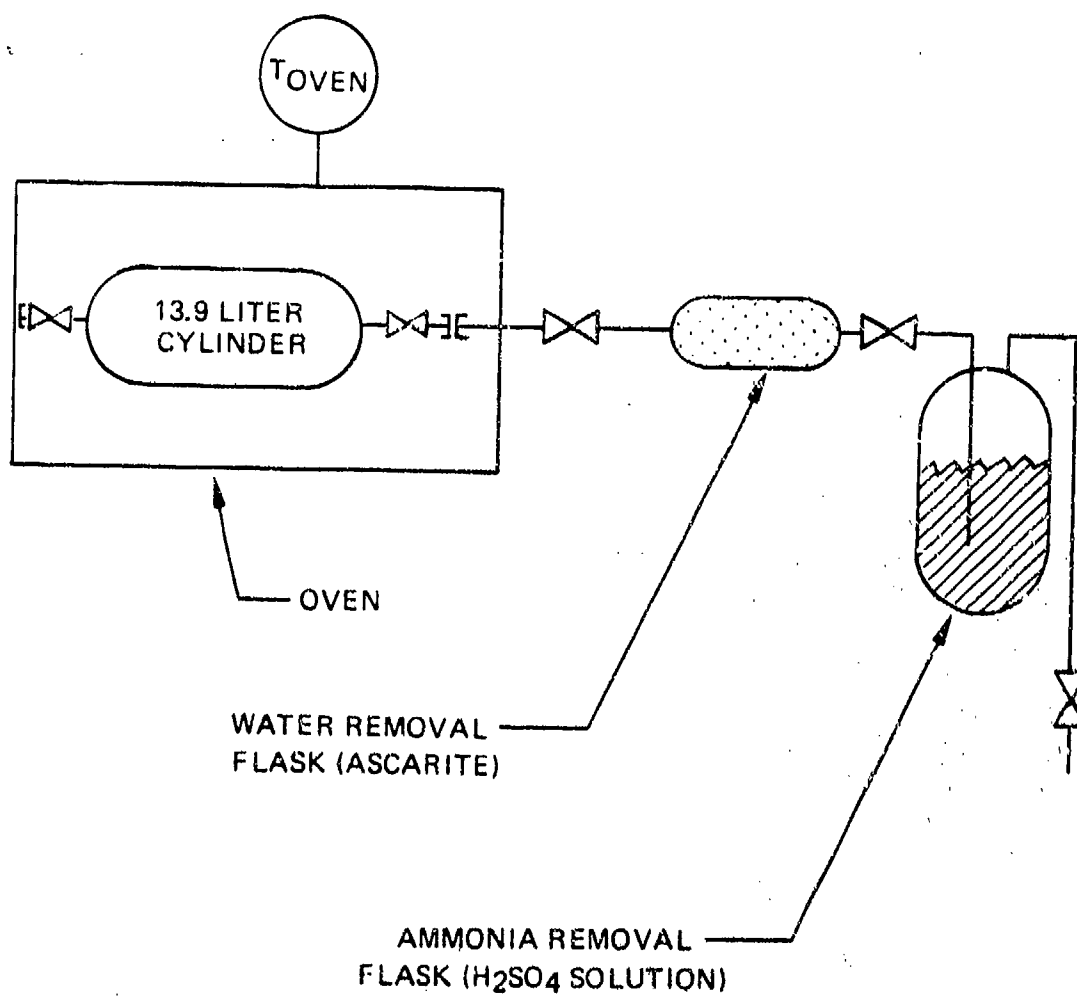 TOVEN
13.9 LITER
CYLINDER
OVEN
WATER REMOVAL
FLASK (ASCARITE)
AMMONIA REMOVAL
FLASK (H2SO4 SOLUTION)